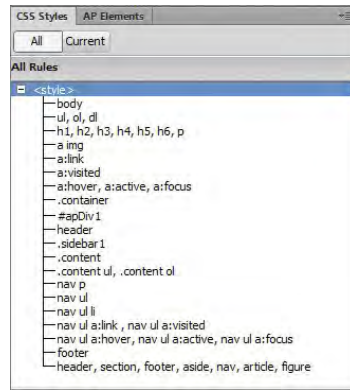 CSS Styles AP Elements
All Current
All Rules
<style>
body
ul, ol, dl
h1, h2, h3, h4, h5, h6, p
a img
a:link
a:visited
a:hover, a:active, a:focus
.container
#apDiv1
header
.sidebar1
.content
.content ul, .content ol
nav p
nav ul
nav ul li
nav ul a:link , nav ul a:visited
nav ul a:hover, nav ul a:active, nav ul a:focus
footer
header, section, footer, aside, nav, article, figure